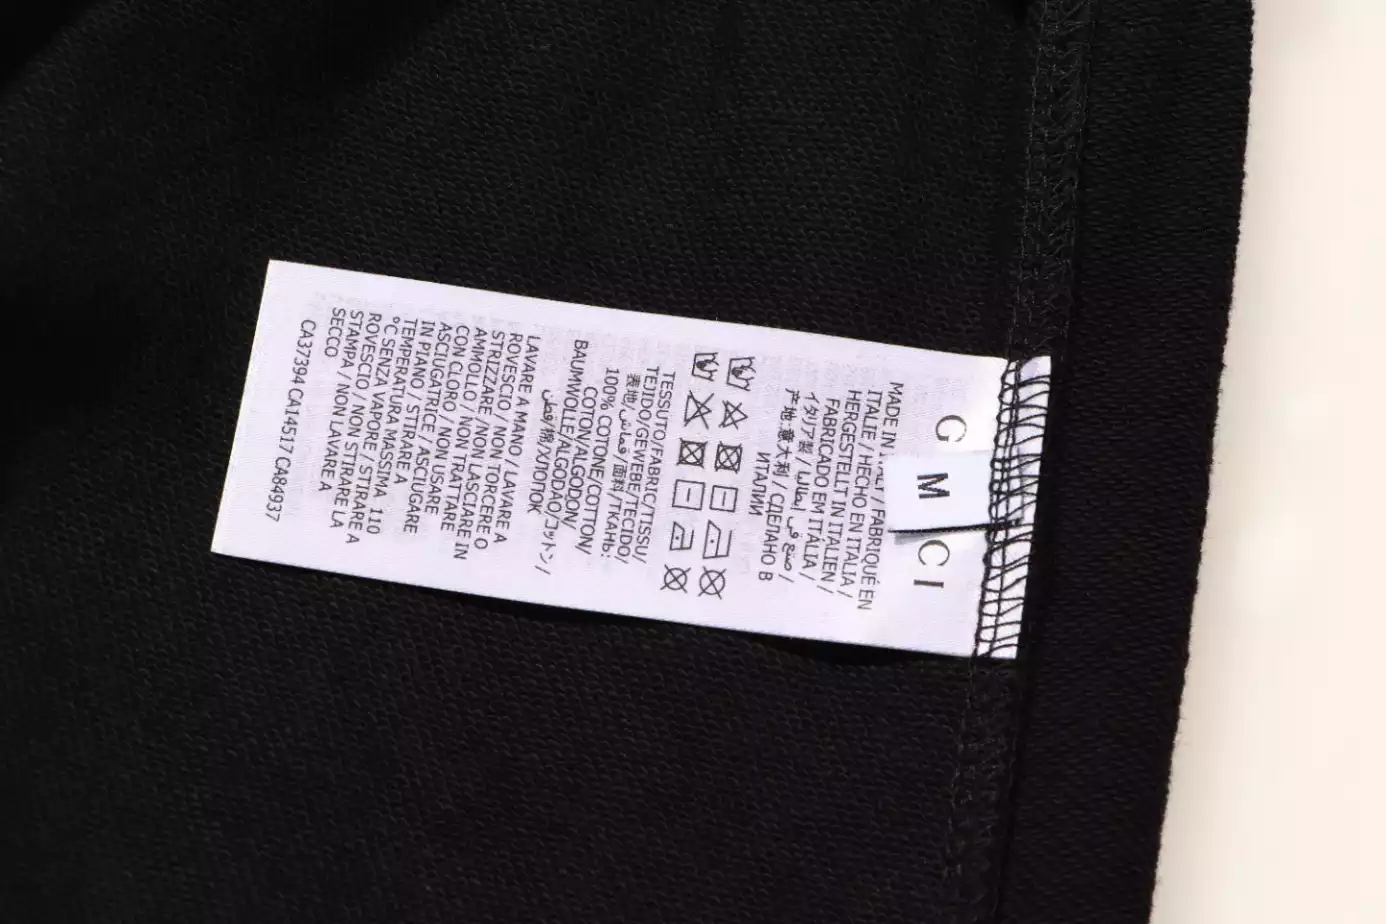 G
M
CI
MADE IN ITALY / FABRIQUÉ EN
ITALIE / HECHO EN ITALIA /
HERGESTELLT IN ITALIEN /
FABRICADO EM ITÁLIA /
イタリア製 / صنع في إيطاليا /
产地:意大利 / СДЕЛАНО В
ИТАЛИИ
TESSUTO/FABRIC/TISSU/
TEJIDO/GEWEBE/TECIDO/
表地/قماش/面料/ТКАНЬ:
100% COTONE/COTTON/
COTON/ALGODON/
BAUMWOLLE/ALGODAO/コットン/
قطن/棉/ХЛОПОК
LAVARE A MANO / LAVARE A
ROVESCIO / NON TORCERE O
STRIZZARE /NON LASCIARE IN
AMMOLLO / NON TRATTARE
CON CLORO / NON USARE
ASCIUGATRICE / ASCIUGARE
IN PIANO / STIRARE A
TEMPERATURA MASSIMA 110
°C SENZA VAPORE / STIRARE A
ROVESCIO / NON STIRARE LA
STAMPA / NON LAVARE A
SECCO
CA37394 CA14517 CA84937